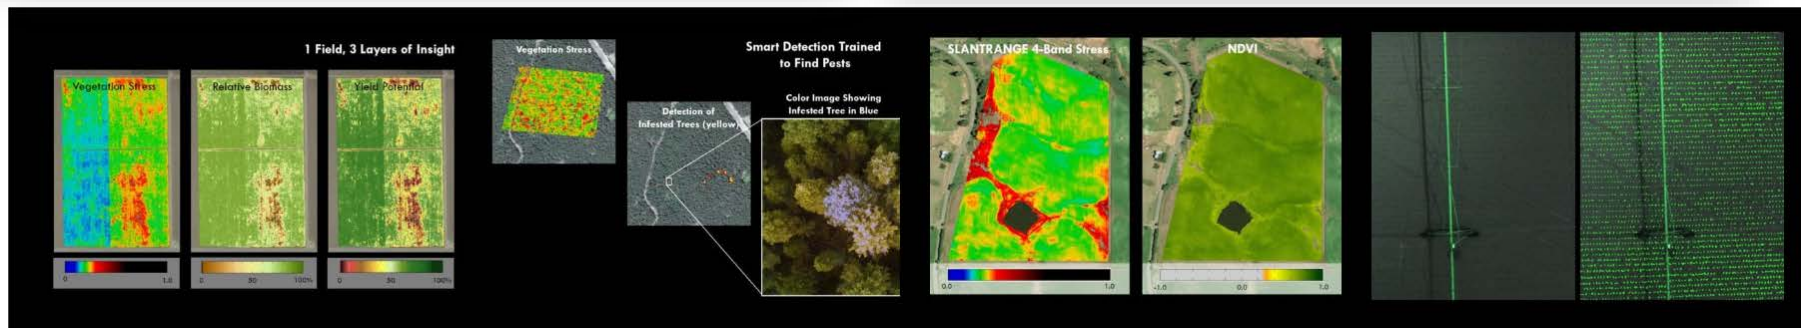 1 Field, 3 Layers of Insight
Vegetation Stress
Relative Biomass
Yield Potential
0 1.0
0 50 100%
0 50 100%
Vegetation Stress
Smart Detection Trained
to Find Pests
Detection of
Infested Trees (yellow)
Color Image Showing
Infested Tree in Blue
SLANTRANGE 4-Band Stress
0.0 1.0
NDVI
-1.0 0.0 1.0